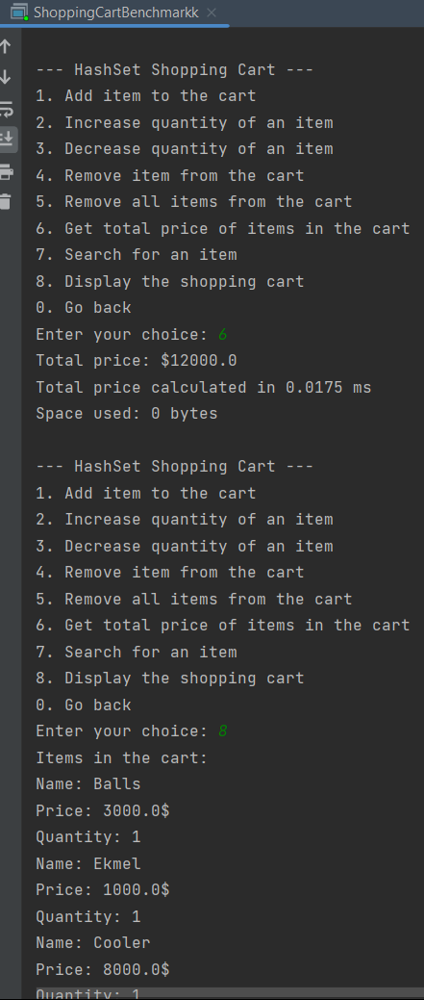 ShoppingCartBenchmarkk
--- HashSet Shopping Cart ---
1. Add item to the cart
2. Increase quantity of an item
3. Decrease quantity of an item
4. Remove item from the cart
5. Remove all items from the cart
6. Get total price of items in the cart
7. Search for an item
8. Display the shopping cart
0. Go back
Enter your choice: 6
Total price: $12000.0
Total price calculated in 0.0175 ms
Space used: 0 bytes
--- HashSet Shopping Cart ---
1. Add item to the cart
2. Increase quantity of an item
3. Decrease quantity of an item
4. Remove item from the cart
5. Remove all items from the cart
6. Get total price of items in the cart
7. Search for an item
8. Display the shopping cart
0. Go back
Enter your choice: 8
Items in the cart:
Name: Balls
Price: 3000.0$
Quantity: 1
Name: Ekmel
Price: 1000.0$
Quantity: 1
Name: Cooler
Price: 8000.0$
Quantity: 1